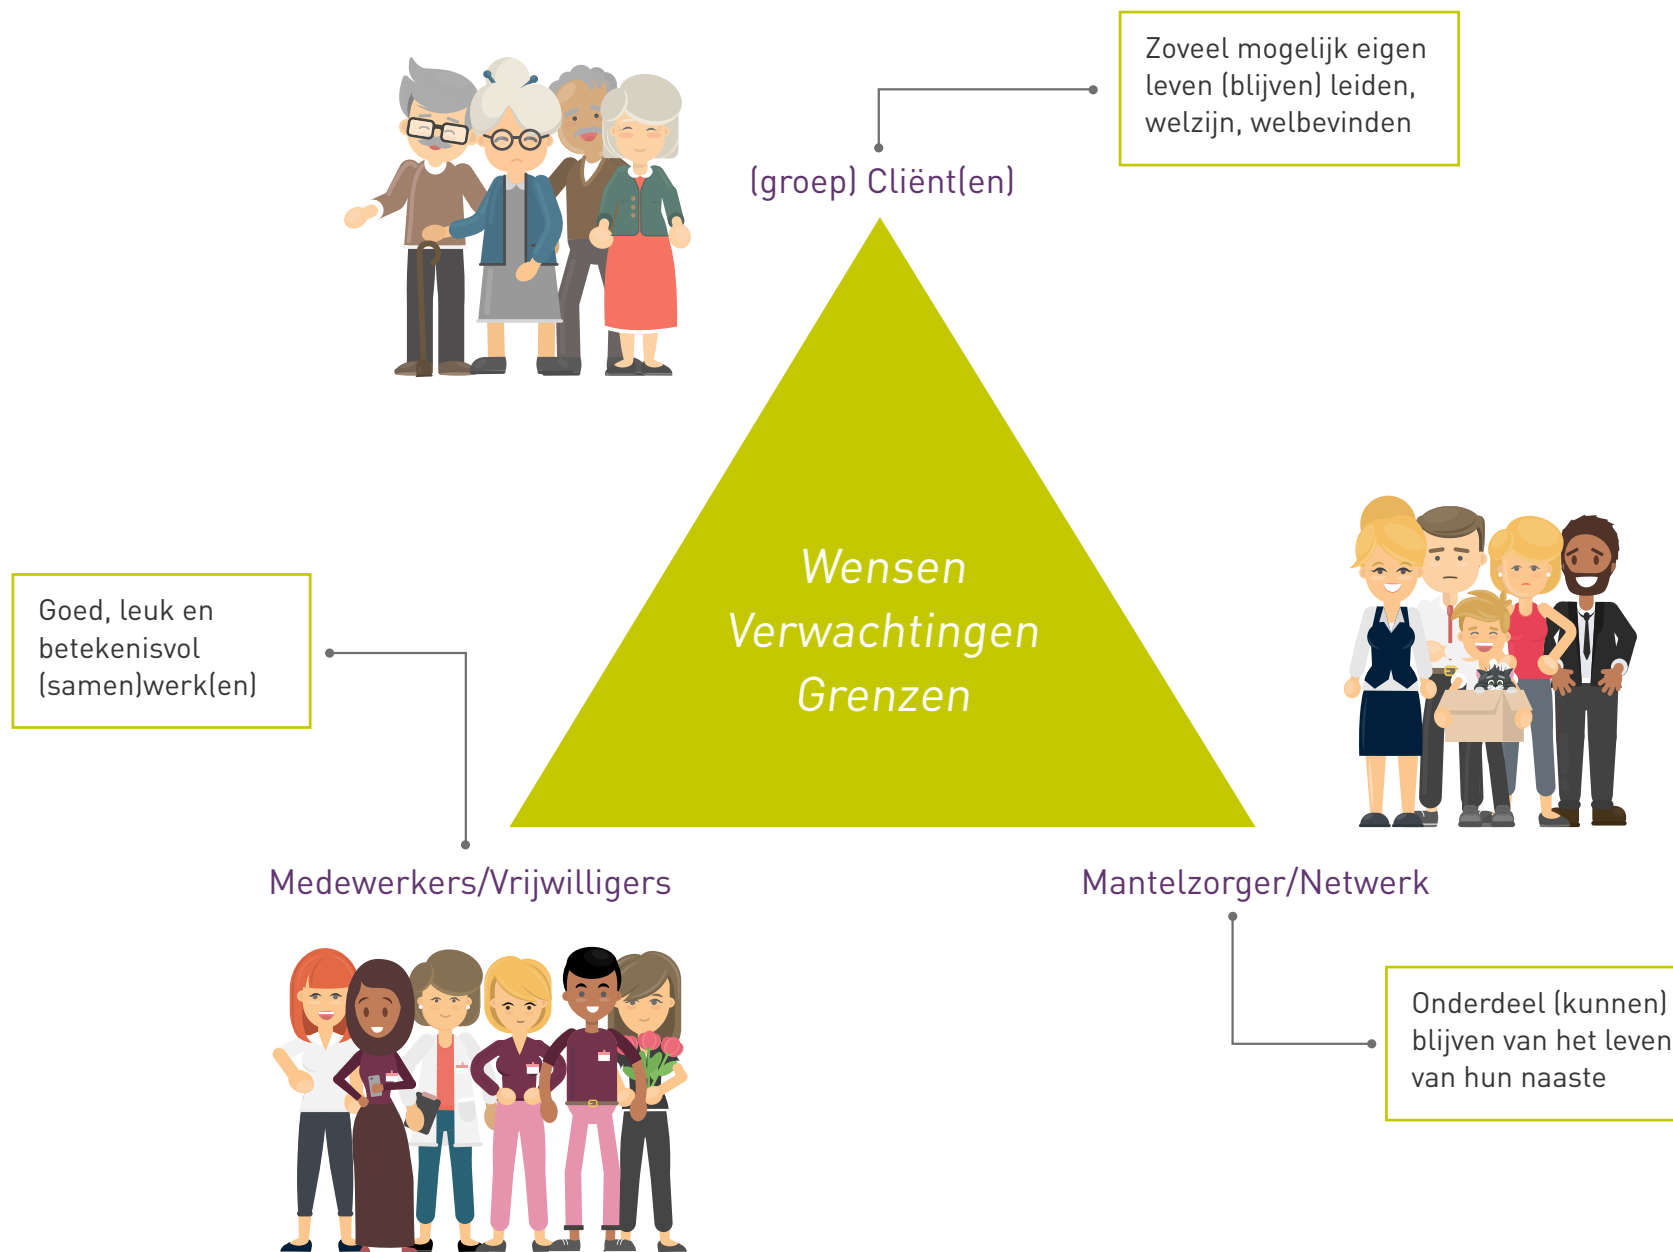 Zoveel mogelijk eigen
leven (blijven) leiden,
welzijn, welbevinden
(groep) Cliënt(en)
Wensen
Verwachtingen
Grenzen
Goed, leuk en
betekenisvol
(samen)werk(en)
Medewerkers/Vrijwilligers
Mantelzorger/Netwerk
Onderdeel (kunnen)
blijven van het leven
van hun naaste